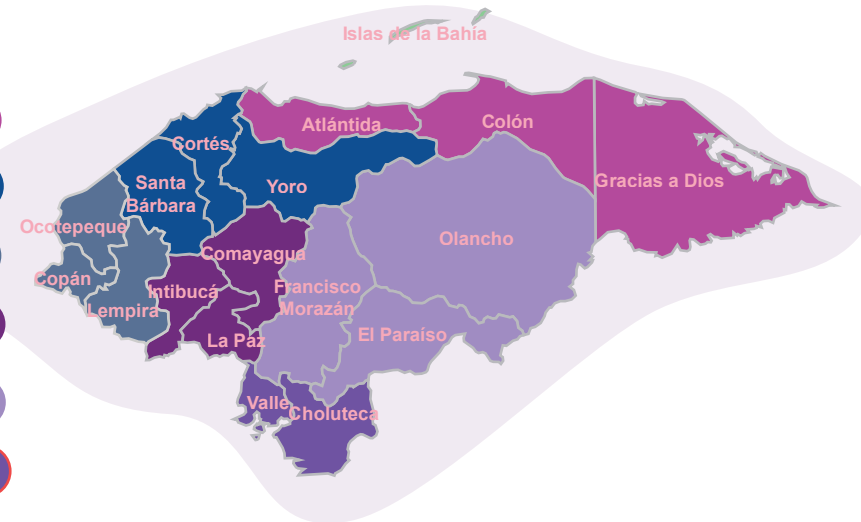 Islas de la Bahía
Atlántida
Colón
Cortés
Gracias a Dios
Santa
Bárbara
Yoro
Ocotepeque
Olancho
Comayagua
Copán
Intibucá
Francisco
Morazán
Lempira
La Paz
El Paraíso
Valle
Choluteca